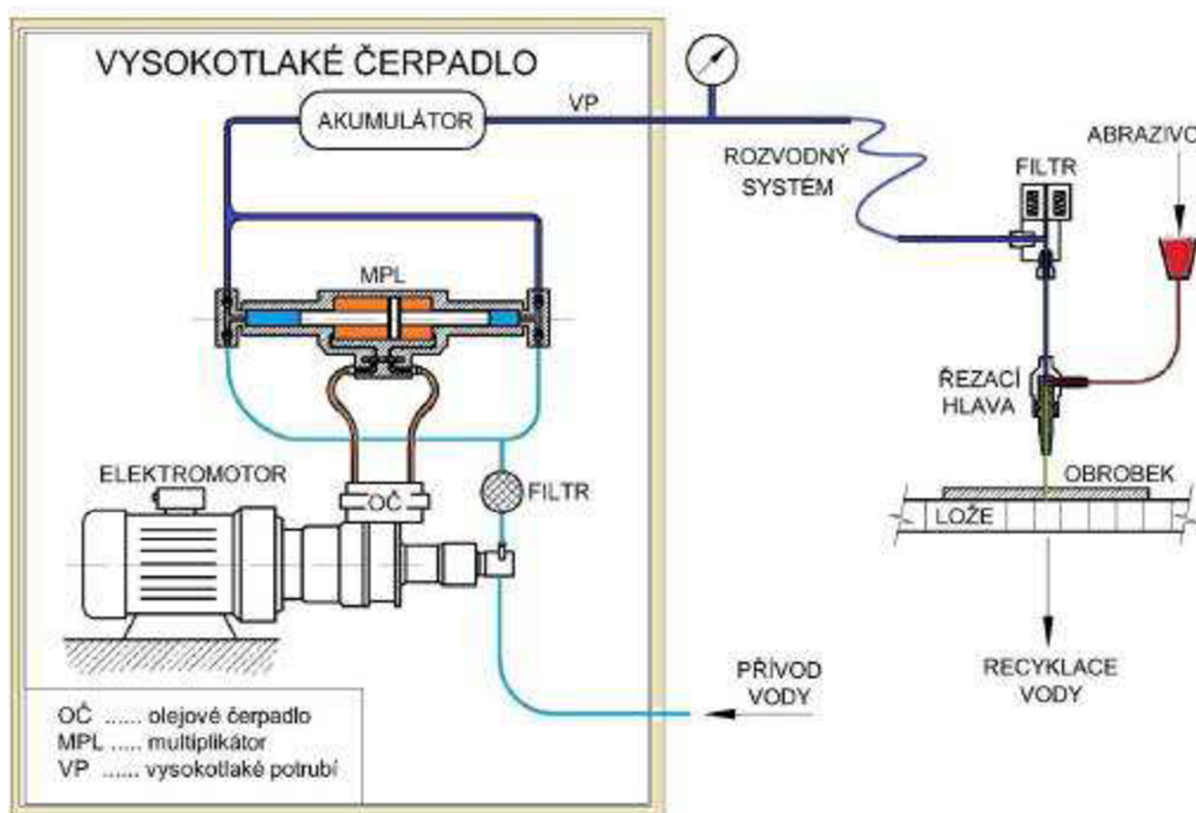 VYSOKOTLAKÉ ČERPADLO
AKUMULÁTOR
VP
ROZVODNÝ
SYSTÉM
FILTR
ABRAZIVO
MPL
ŘEZACÍ
HLAVA
ELEKTROMOTOR
OČ
FILTR
OBROBEK
LOŽE
PŘÍVOD
VODY
RECYKLACE
VODY
OČ ...... olejové čerpadlo
MPL ..... multiplikátor
VP ...... vysokotlaké potrubí